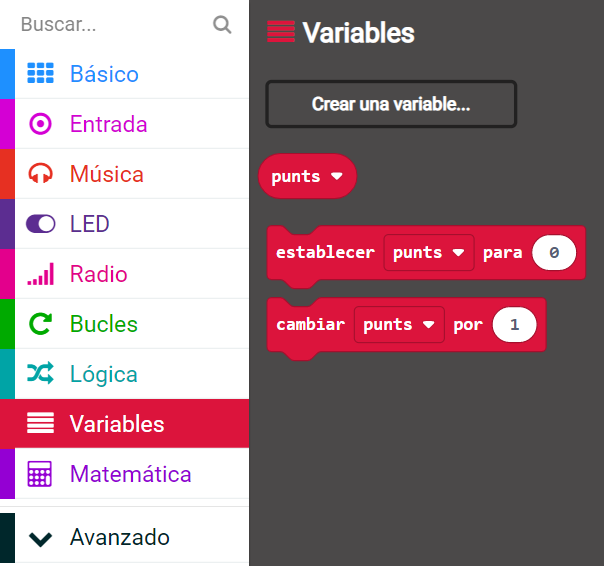 Buscar...
Básico
Entrada
Música
LED
Radio
Bucles
Lógica
Variables
Matemática
Avanzado
Variables
Crear una variable...
punts
establecer punts para 0
cambiar punts por 1